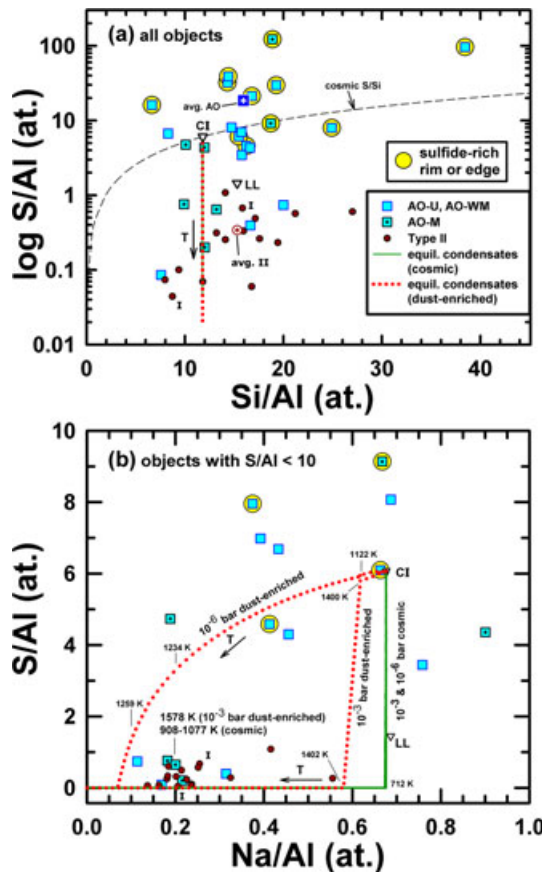 (a) all objects
100
10
1
0.1
0.01
log S/Al (at.)
avg. AO
cosmic S/Si
CI
LL
I
T
avg. II
I
sulfide-rich
rim or edge
AO-U, AO-WM
AO-M
Type II
equil. condensates
(cosmic)
equil. condensates
(dust-enriched)
0 10 20 30 40
Si/Al (at.)
(b) objects with S/Al < 10
10
8
6
4
2
0
S/Al (at.)
1122 K
CI
1400 K
10-6 bar dust-enriched
T
1234 K
1259 K
10-3 bar dust-enriched
10-3 & 10-6 bar cosmic
1578 K (10-3 bar dust-enriched)
908-1077 K (cosmic)
I
LL
1402 K
T
712 K
I
0.0 0.2 0.4 0.6 0.8 1.0
Na/Al (at.)